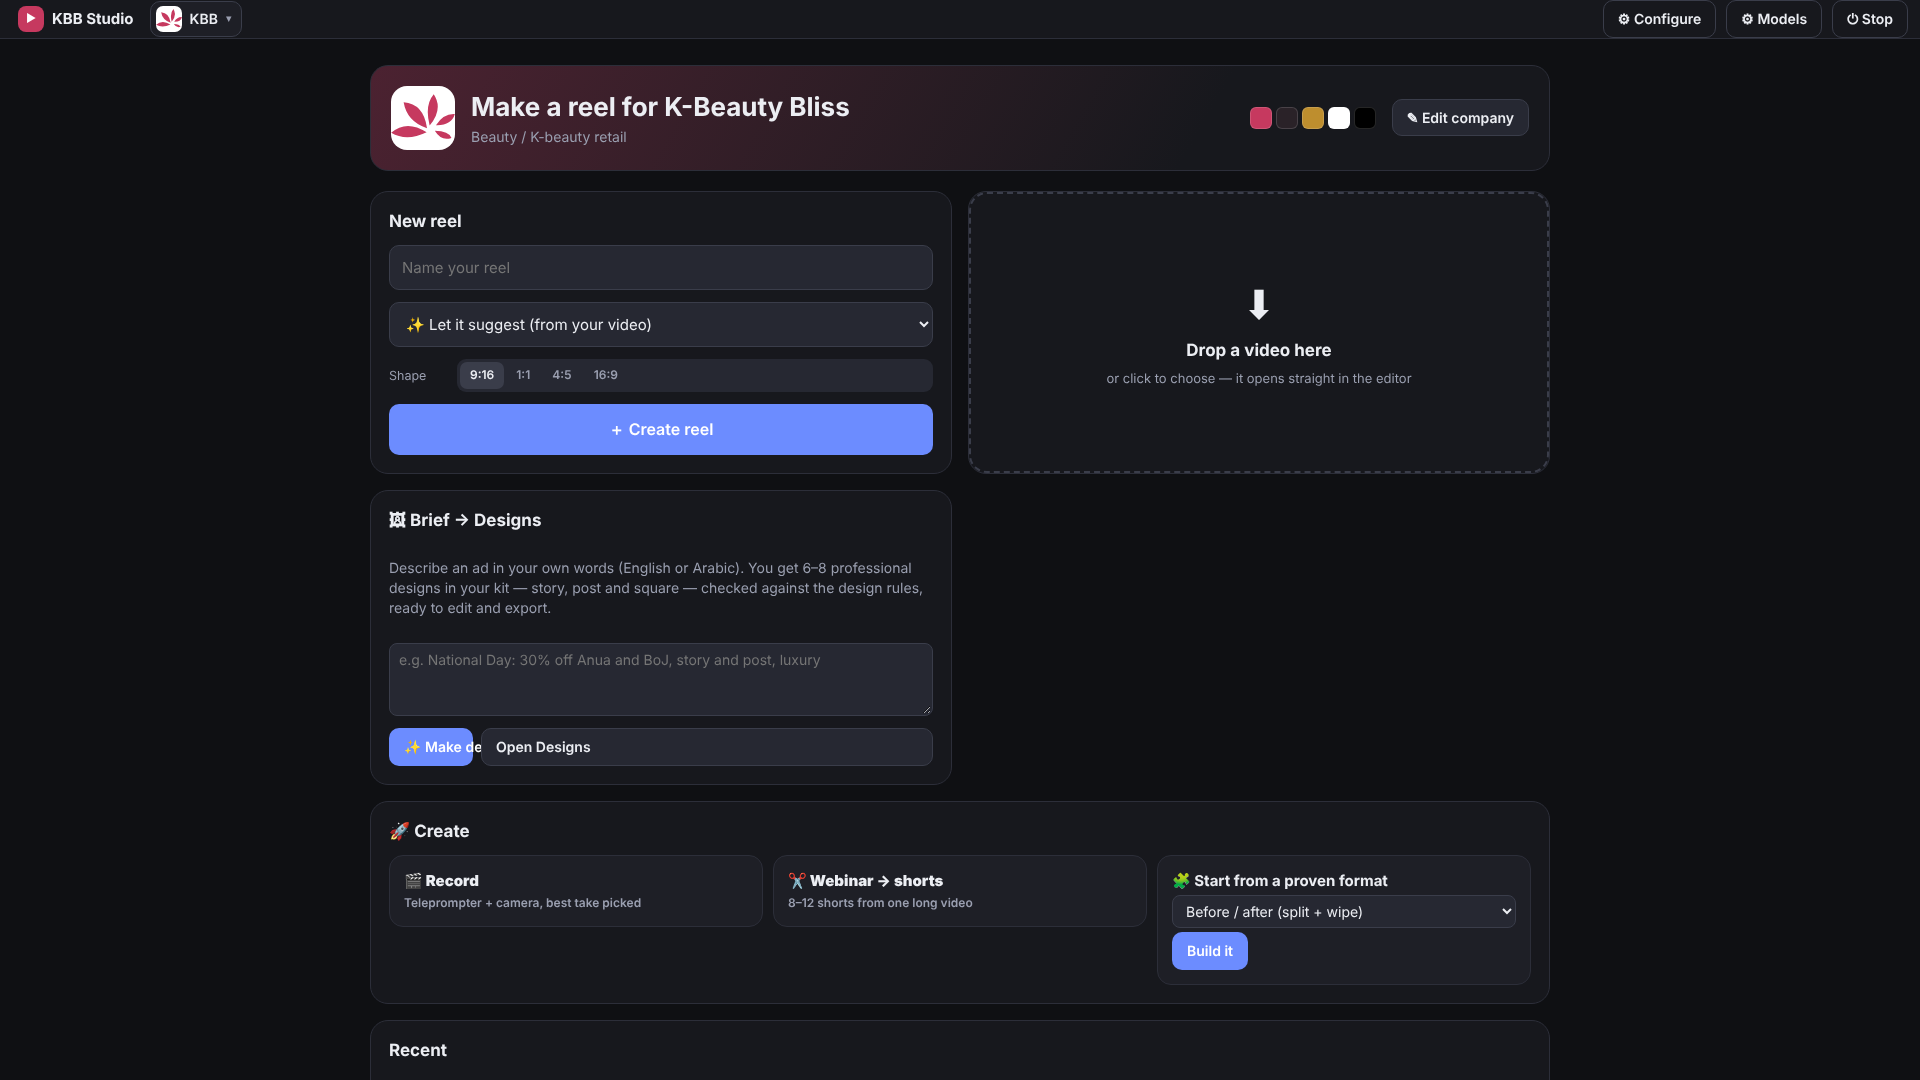 KBB Studio
KBB
Configure
Models
Stop
Make a reel for K-Beauty Bliss
Beauty / K-beauty retail
Edit company
New reel
Name your reel
✨ Let it suggest (from your video)
Shape
9:16
1:1
4:5
16:9
+ Create reel
Drop a video here
or click to choose — it opens straight in the editor
Brief → Designs
Describe an ad in your own words (English or Arabic). You get 6–8 professional
designs in your kit — story, post and square — checked against the design rules,
ready to edit and export.
e.g. National Day: 30% off Anua and BoJ, story and post, luxury
✨ Make de
Open Designs
🚀 Create
🎬 Record
Teleprompter + camera, best take picked
✂️ Webinar → shorts
8–12 shorts from one long video
🧩 Start from a proven format
Before / after (split + wipe)
Build it
Recent